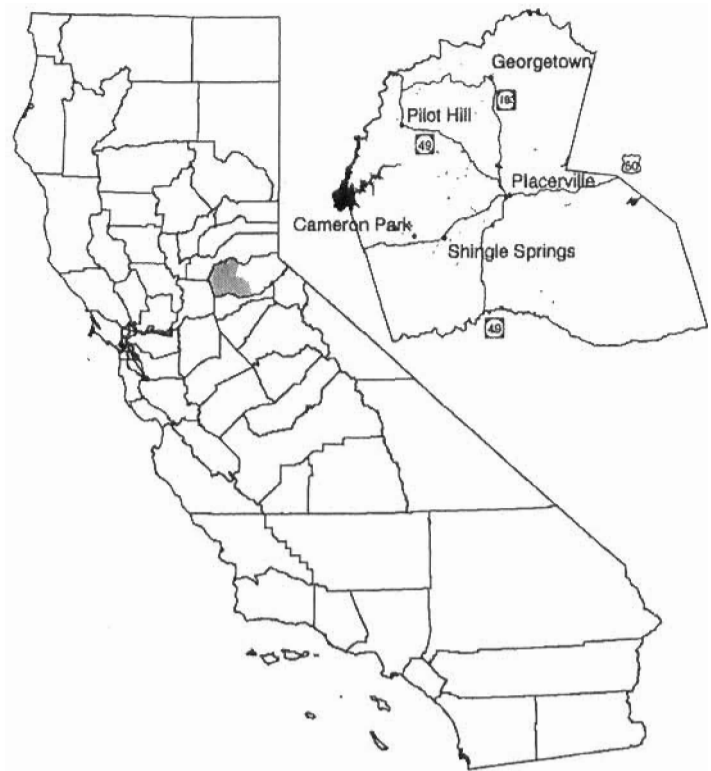 Georgetown
193
Pilot Hill
49
50
Placerville
Cameron Park
Shingle Springs
49